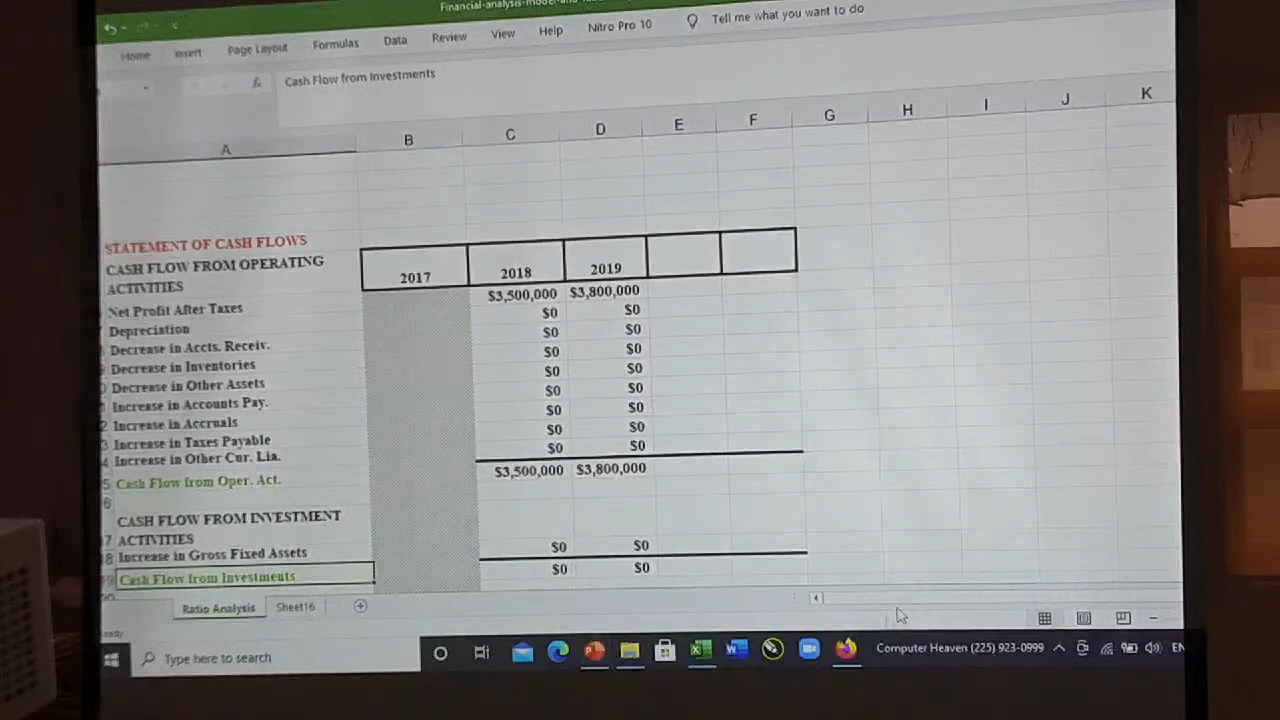 Financial-analysis-model-and
Home Insert Page Layout Formulas Data Review View Help Nitro Pro 10 Tell me what you want to do
fx Cash Flow from Investments
A B C D E F G H I J K
STATEMENT OF CASH FLOWS
CASH FLOW FROM OPERATING
ACTIVITIES 2017 2018 2019
Net Profit After Taxes $3,500,000 $3,800,000
Depreciation $0 $0
Decrease in Accts. Receiv. $0 $0
Decrease in Inventories $0 $0
Decrease in Other Assets $0 $0
Increase in Accounts Pay. $0 $0
Increase in Accruals $0 $0
Increase in Taxes Payable $0 $0
Increase in Other Cur. Lia. $0 $0
5 Cash Flow from Oper. Act. $3,500,000 $3,800,000
6
CASH FLOW FROM INVESTMENT
7 ACTIVITIES
8 Increase in Gross Fixed Assets $0 $0
Cash Flow from Investments $0 $0
Ratio Analysis Sheet16
Type here to search Computer Heaven (225) 923-0999 EN